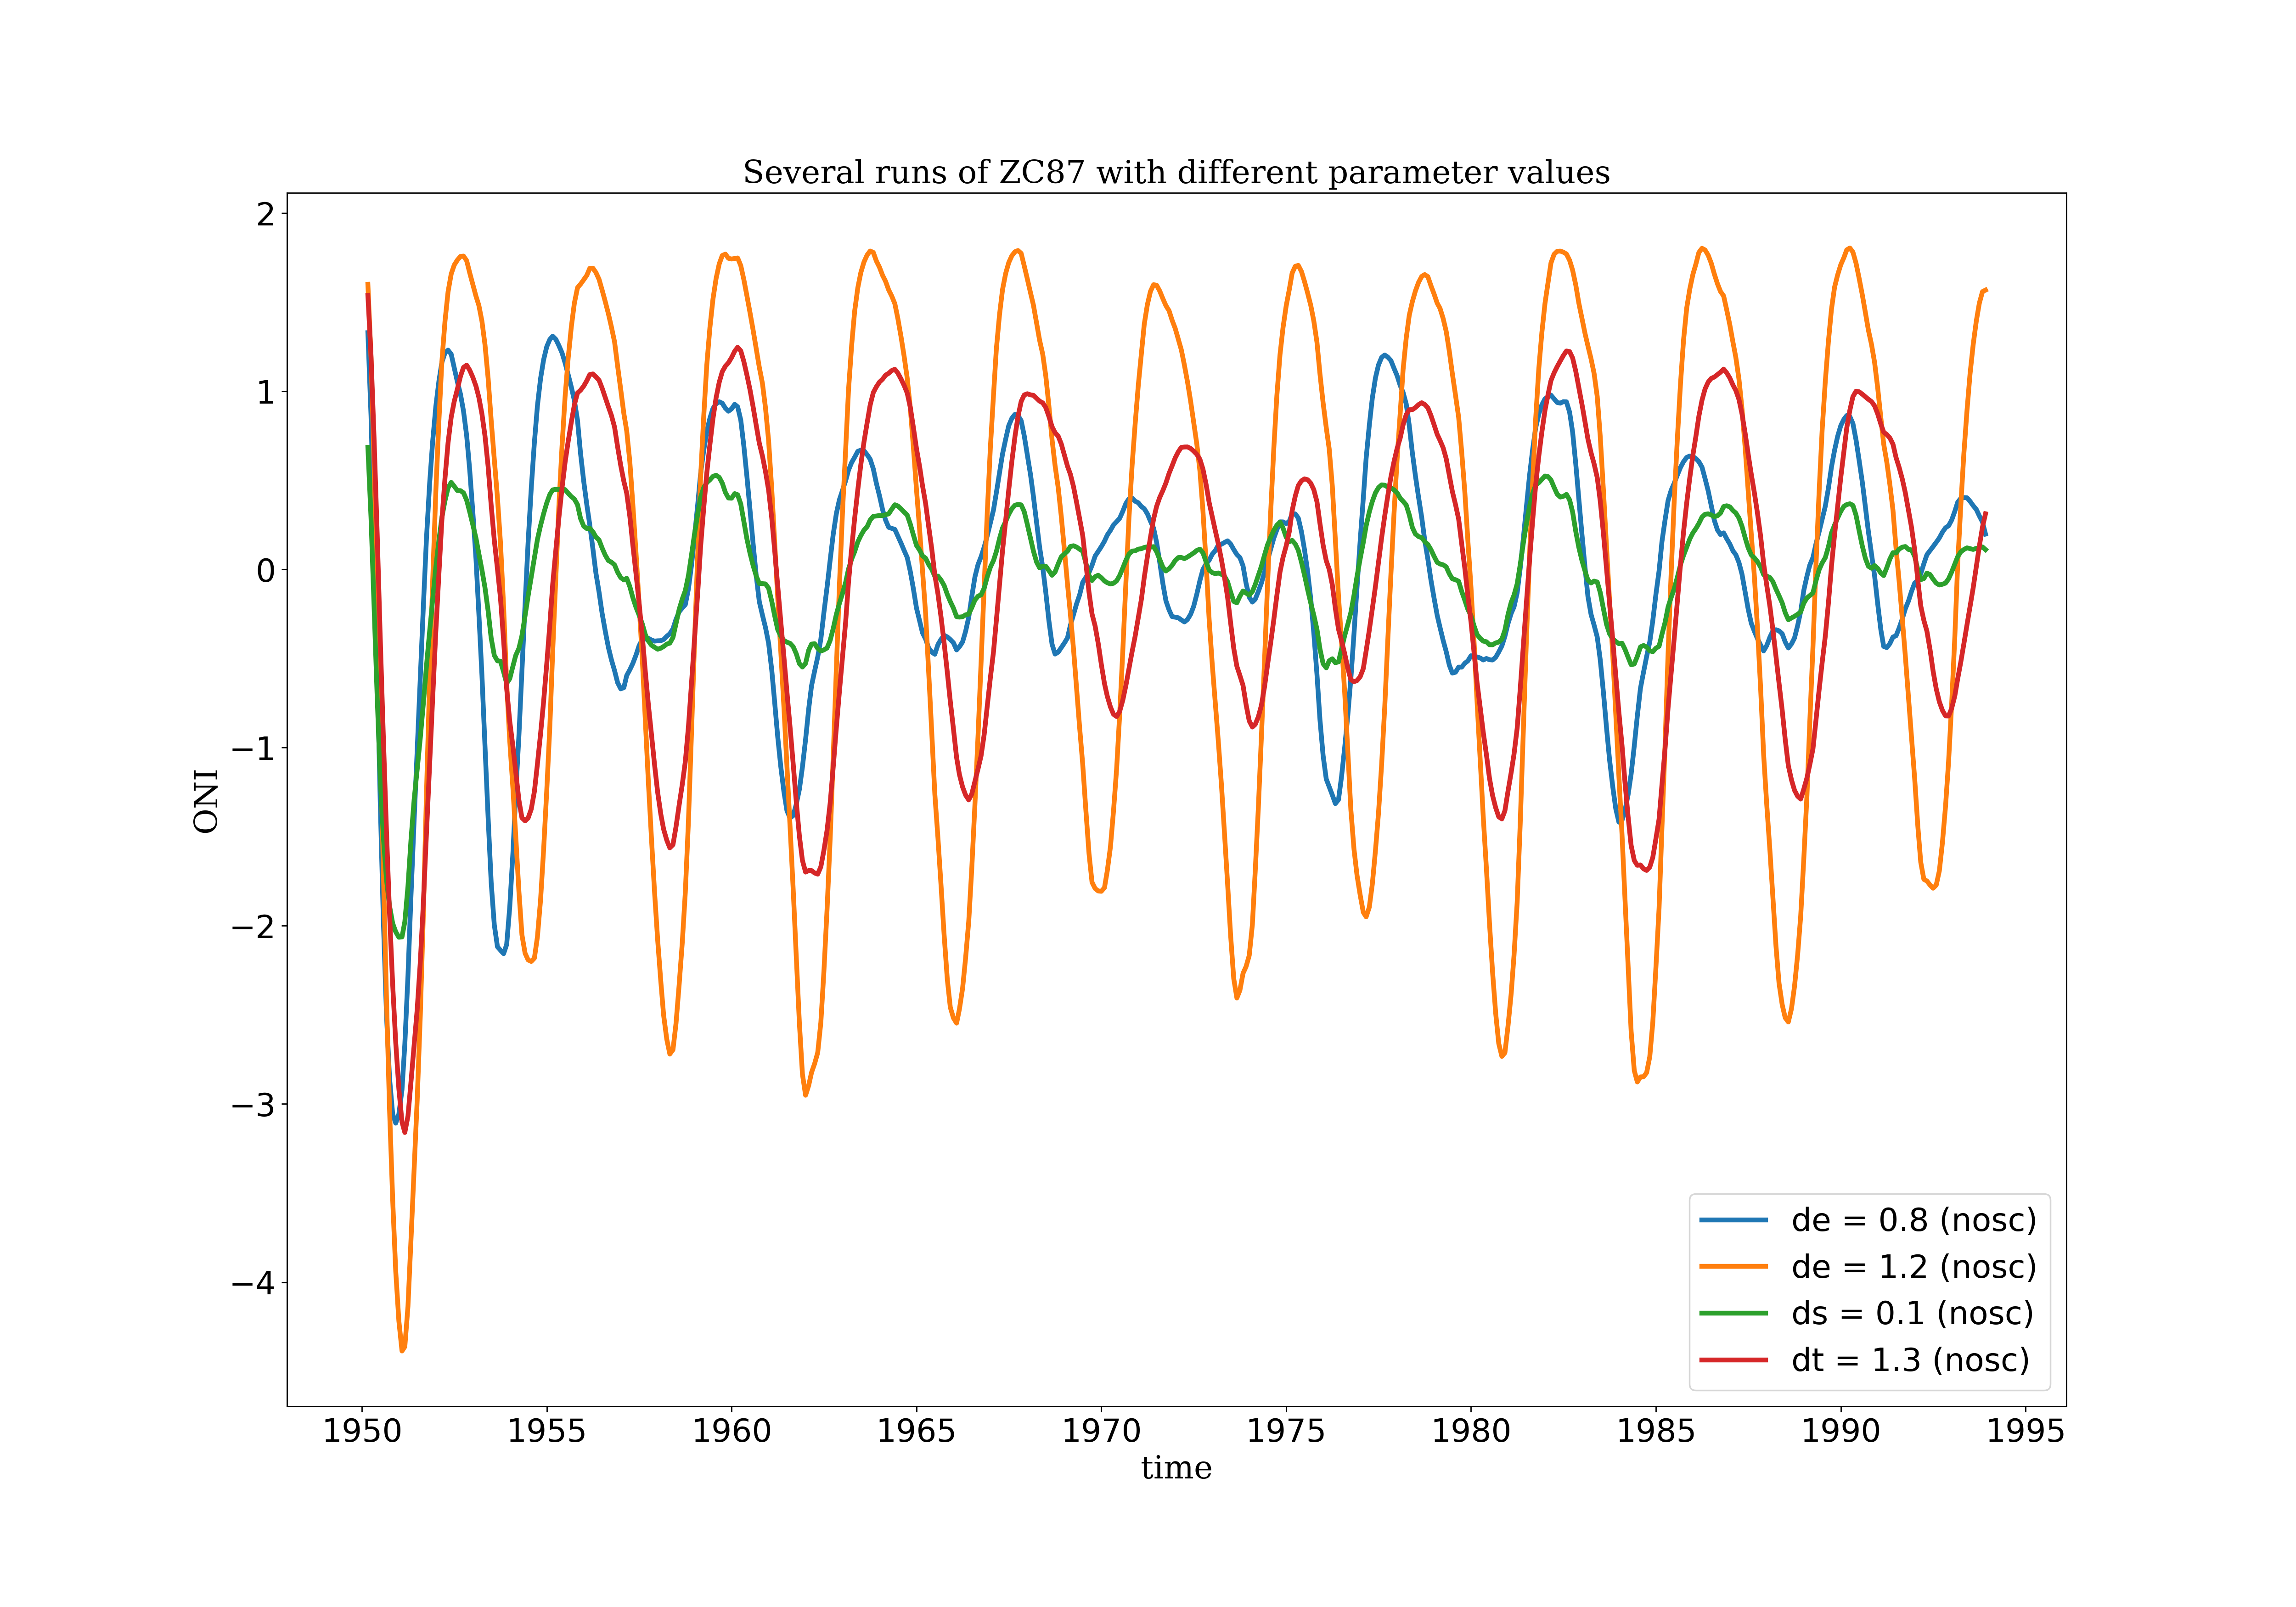 Several runs of ZC87 with different parameter values
2
1
0
−1
−2
−3
−4
ONI
1950 1955 1960 1965 1970 1975 1980 1985 1990 1995
time
de = 0.8 (nosc)
de = 1.2 (nosc)
ds = 0.1 (nosc)
dt = 1.3 (nosc)